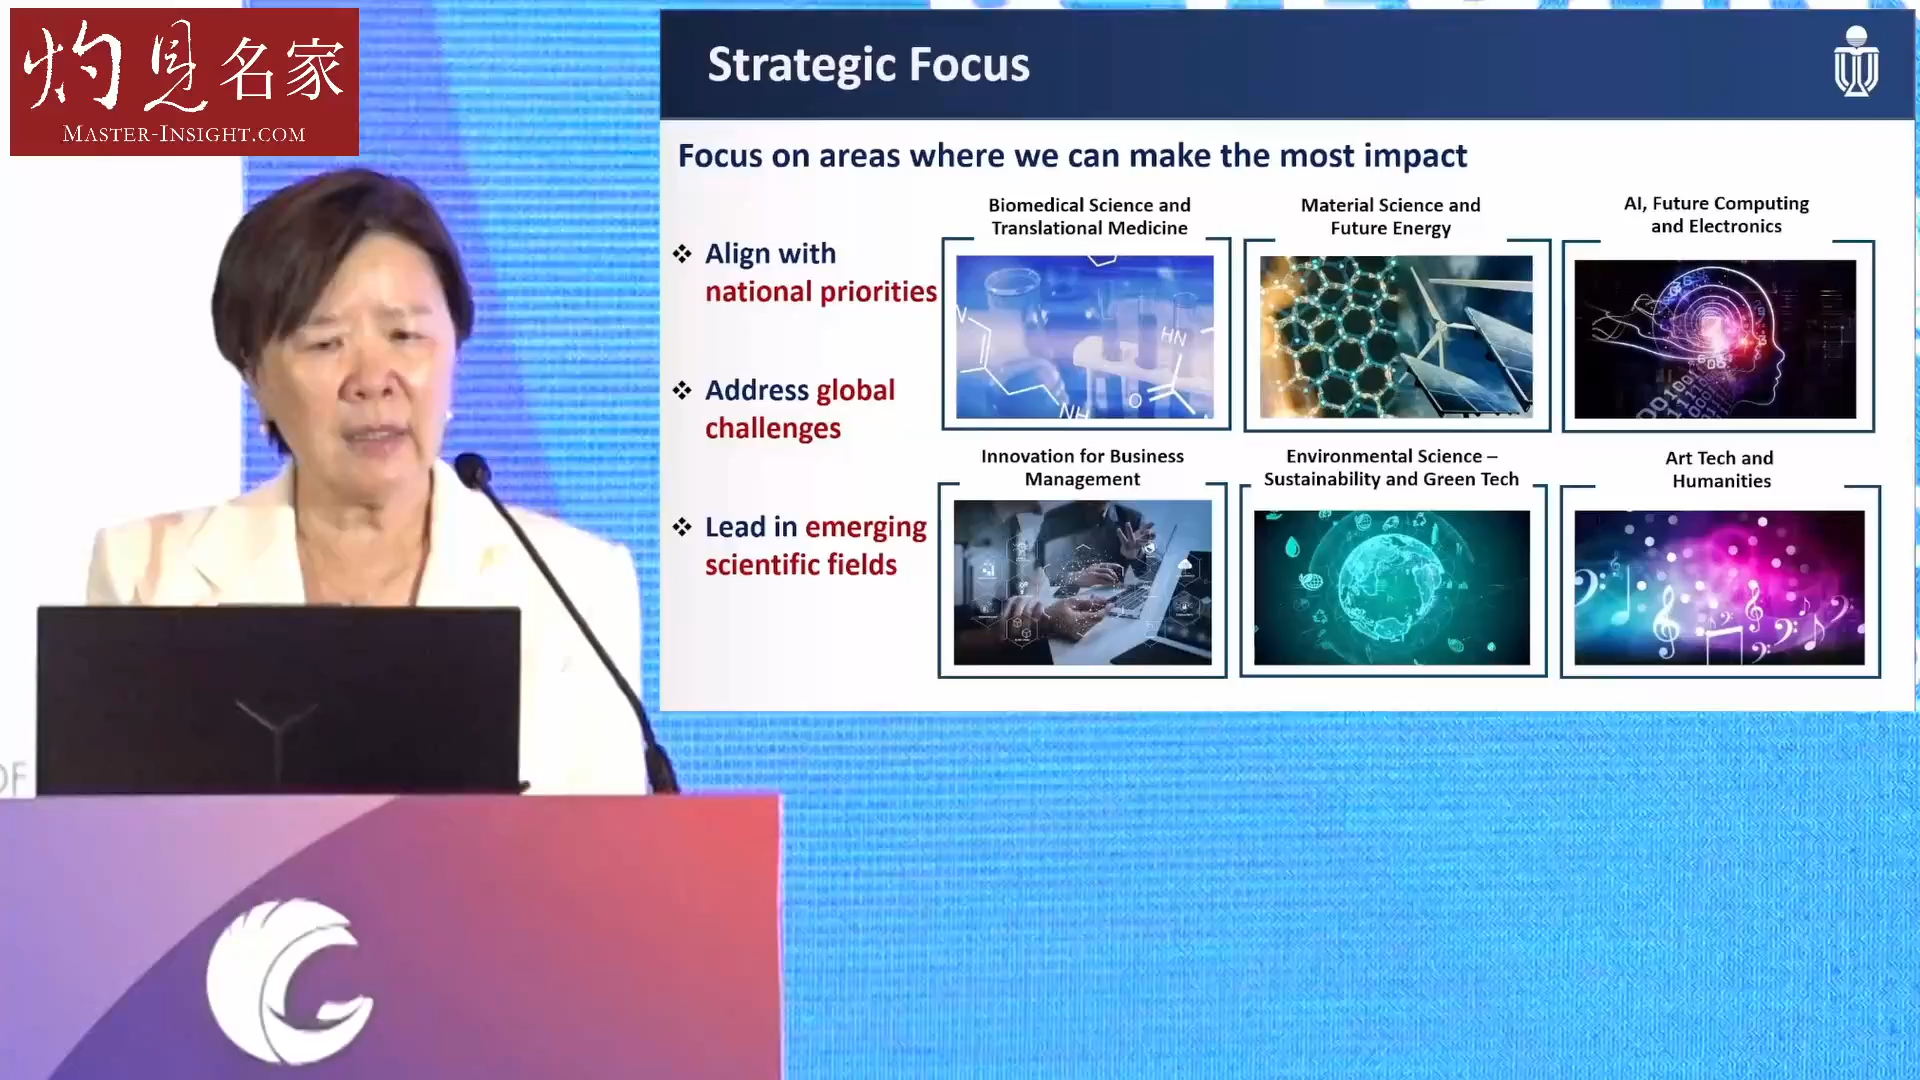 灼見名家
MASTER-INSIGHT.COM
Strategic Focus
Focus on areas where we can make the most impact
❖ Align with
national priorities
❖ Address global
challenges
❖ Lead in emerging
scientific fields
Biomedical Science and
Translational Medicine
Material Science and
Future Energy
AI, Future Computing
and Electronics
HN
NH
O
N
Innovation for Business
Management
Environmental Science –
Sustainability and Green Tech
Art Tech and
Humanities
OF